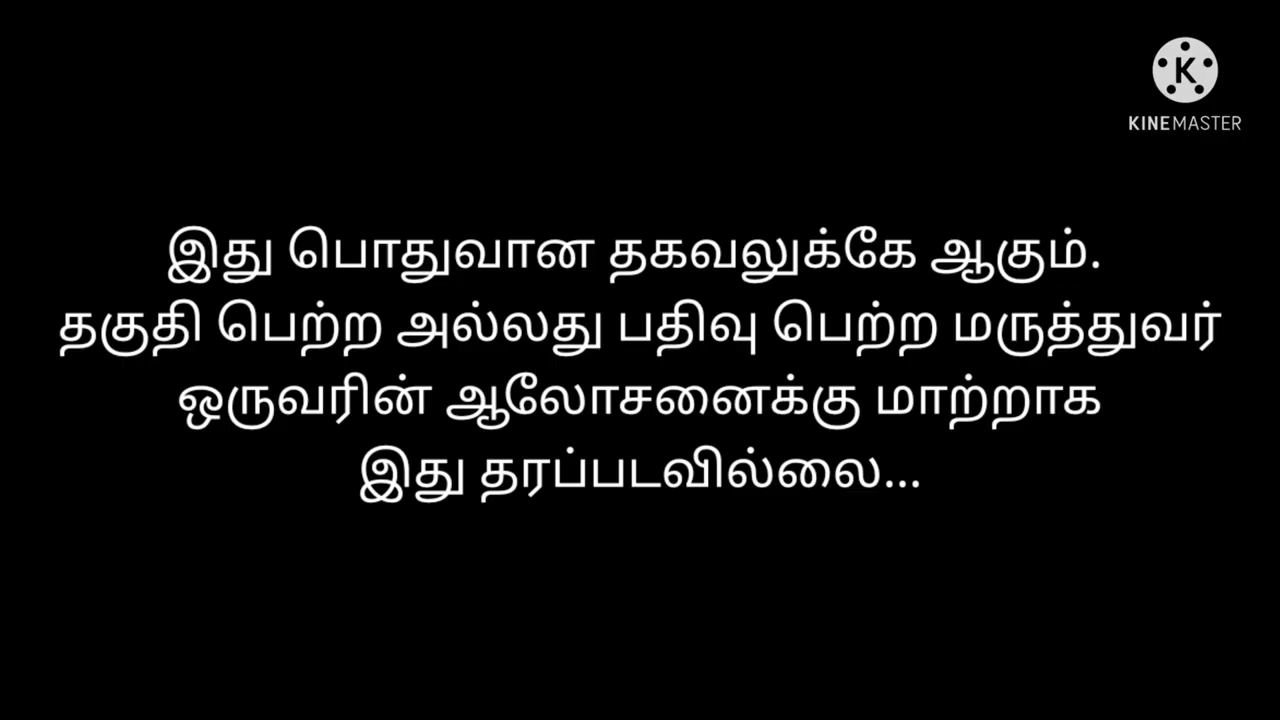 KINEMASTER
இது பொதுவான தகவலுக்கே ஆகும்.
தகுதி பெற்ற அல்லது பதிவு பெற்ற மருத்துவர்
ஒருவரின் ஆலோசனைக்கு மாற்றாக
இது தரப்படவில்லை...